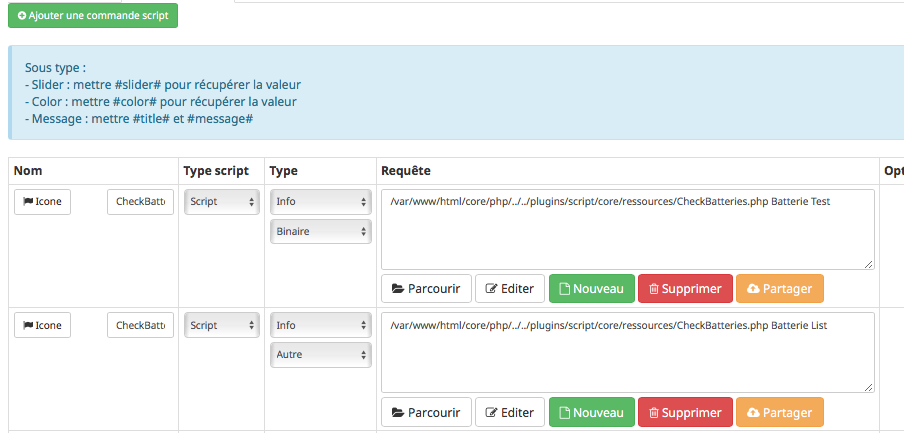 Ajouter une commande script
Sous type :
- Slider : mettre #slider# pour récupérer la valeur
- Color : mettre #color# pour récupérer la valeur
- Message : mettre #title# et #message#
Nom Type script Type Requête Opt
Icone CheckBatt Script Info /var/www/html/core/php/../../plugins/script/core/ressources/CheckBatteries.php Batterie Test
Binaire
Parcourir Editer Nouveau Supprimer Partager
Icone CheckBatt Script Info /var/www/html/core/php/../../plugins/script/core/ressources/CheckBatteries.php Batterie List
Autre
Parcourir Editer Nouveau Supprimer Partager